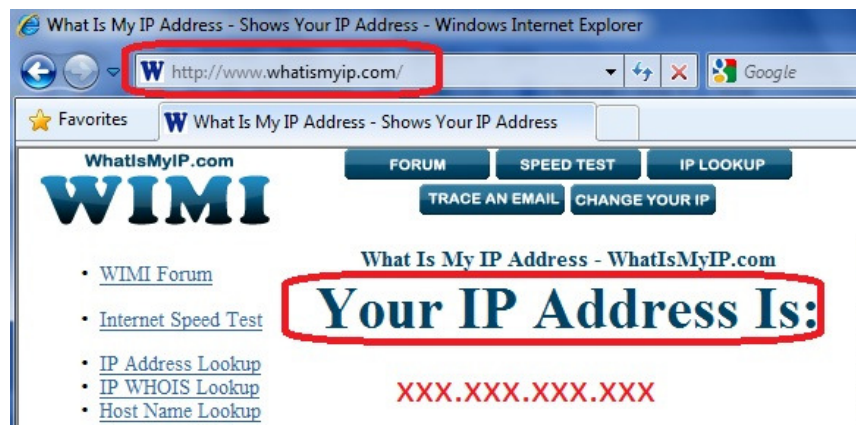 What Is My IP Address - Shows Your IP Address - Windows Internet Explorer
W http://www.whatismyip.com/
Google
Favorites
W What Is My IP Address - Shows Your IP Address
WhatIsMyIP.com
WIMI
FORUM SPEED TEST IP LOOKUP
TRACE AN EMAIL CHANGE YOUR IP
What Is My IP Address - WhatIsMyIP.com
Your IP Address Is:
xxx.xxx.xxx.xxx
• WIMI Forum
• Internet Speed Test
• IP Address Lookup
• IP WHOIS Lookup
• Host Name Lookup